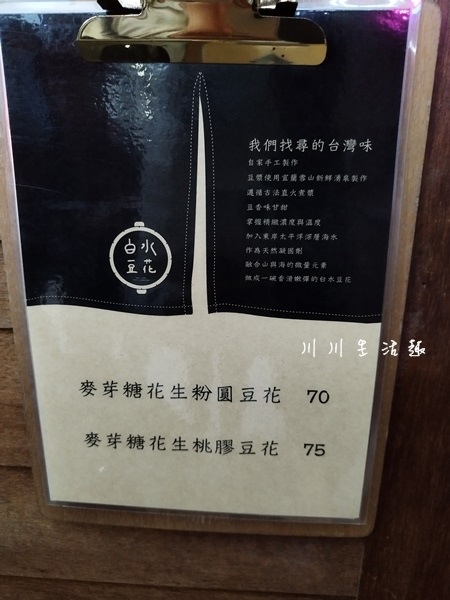 我們找尋的台灣味
自家手工製作
豆漿使用宜蘭雪山新鮮湧泉製作
遵循古法直火煮漿
豆香味甘甜
掌握精緻濃度與溫度
加入東岸太平洋深層海水
作為天然凝固劑
融合山與海的微量元素
做成一碗香滑嫩彈的白水豆花
白水
豆花
川川生活趣
麥芽糖花生粉圓豆花 70
麥芽糖花生桃膠豆花 75